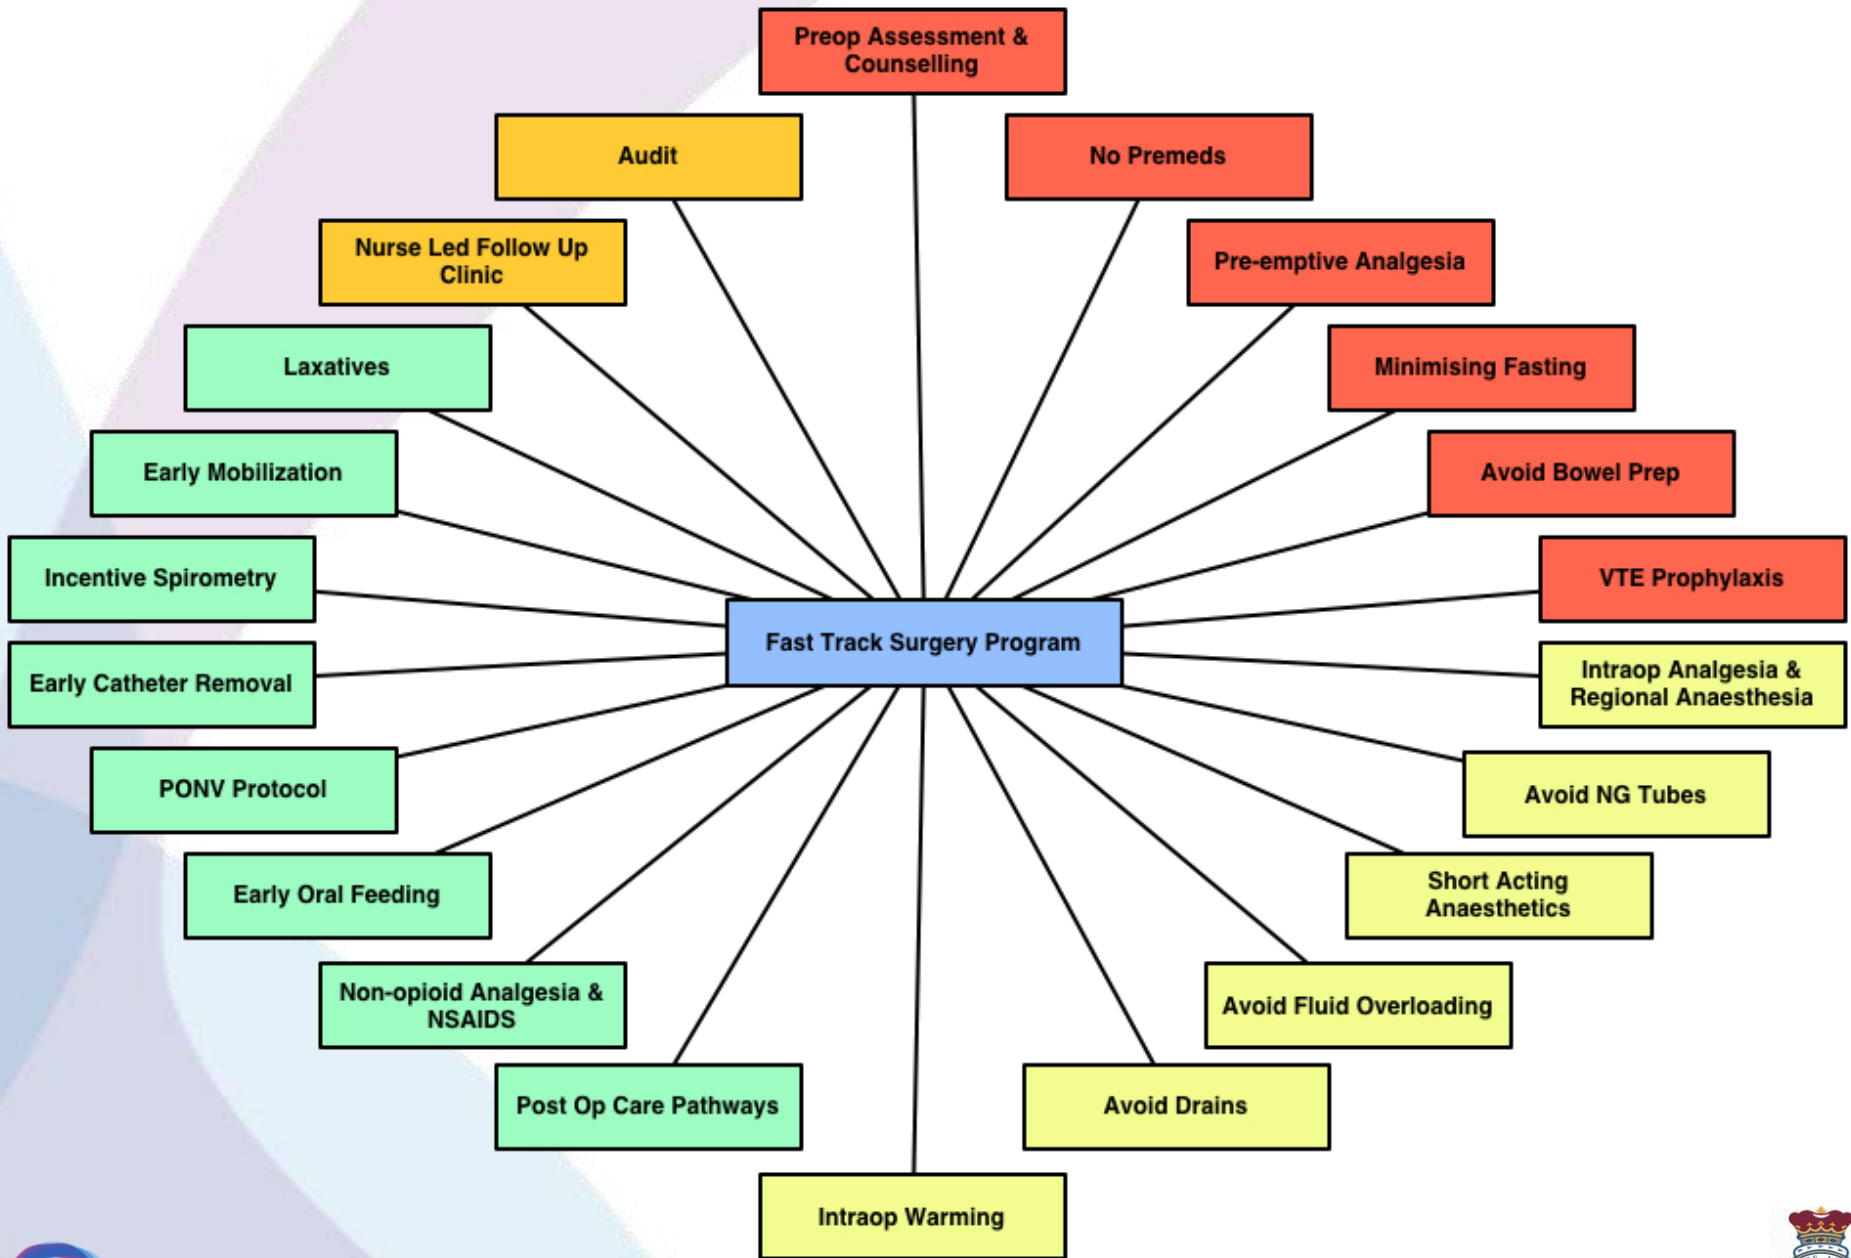 Preop Assessment &
Counselling
Audit
No Premeds
Nurse Led Follow Up
Clinic
Pre-emptive Analgesia
Laxatives
Minimising Fasting
Early Mobilization
Avoid Bowel Prep
Incentive Spirometry
VTE Prophylaxis
Fast Track Surgery Program
Early Catheter Removal
Intraop Analgesia &
Regional Anaesthesia
PONV Protocol
Avoid NG Tubes
Early Oral Feeding
Short Acting
Anaesthetics
Non-opioid Analgesia &
NSAIDS
Avoid Fluid Overloading
Post Op Care Pathways
Avoid Drains
Intraop Warming